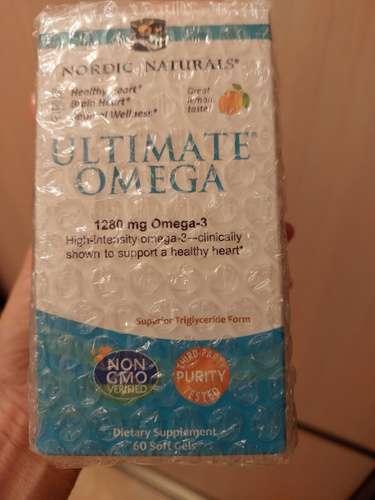 NORDIC NATURALS®
Healthy Heart*
Brain Heart*
Optimal Wellness*
Great
lemon
taste!
ULTIMATE®
OMEGA
1280 mg Omega-3
High-intensity omega-3—clinically
shown to support a healthy heart*
Superior Triglyceride Form
NON
GMO
VERIFIED
THIRD-PARTY
PURITY
TESTED
Dietary Supplement
60 Soft Gels